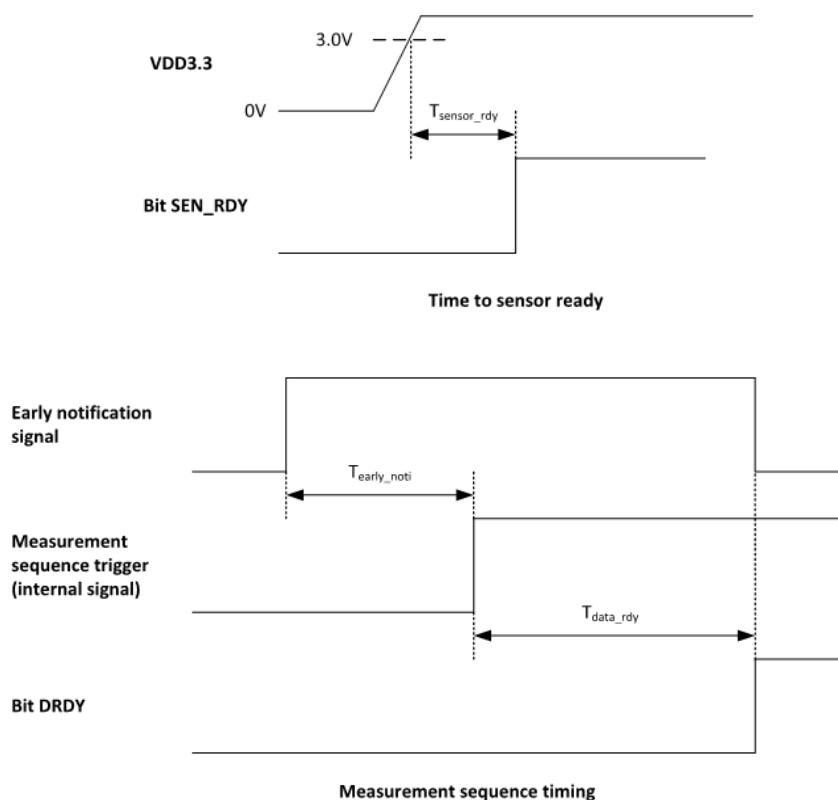 3.0V
VDD3.3
0V
Tsensor_rdy
Bit SEN_RDY
Time to sensor ready
Early notification
signal
Tearly_noti
Measurement
sequence trigger
(internal signal)
Tdata_rdy
Bit DRDY
Measurement sequence timing